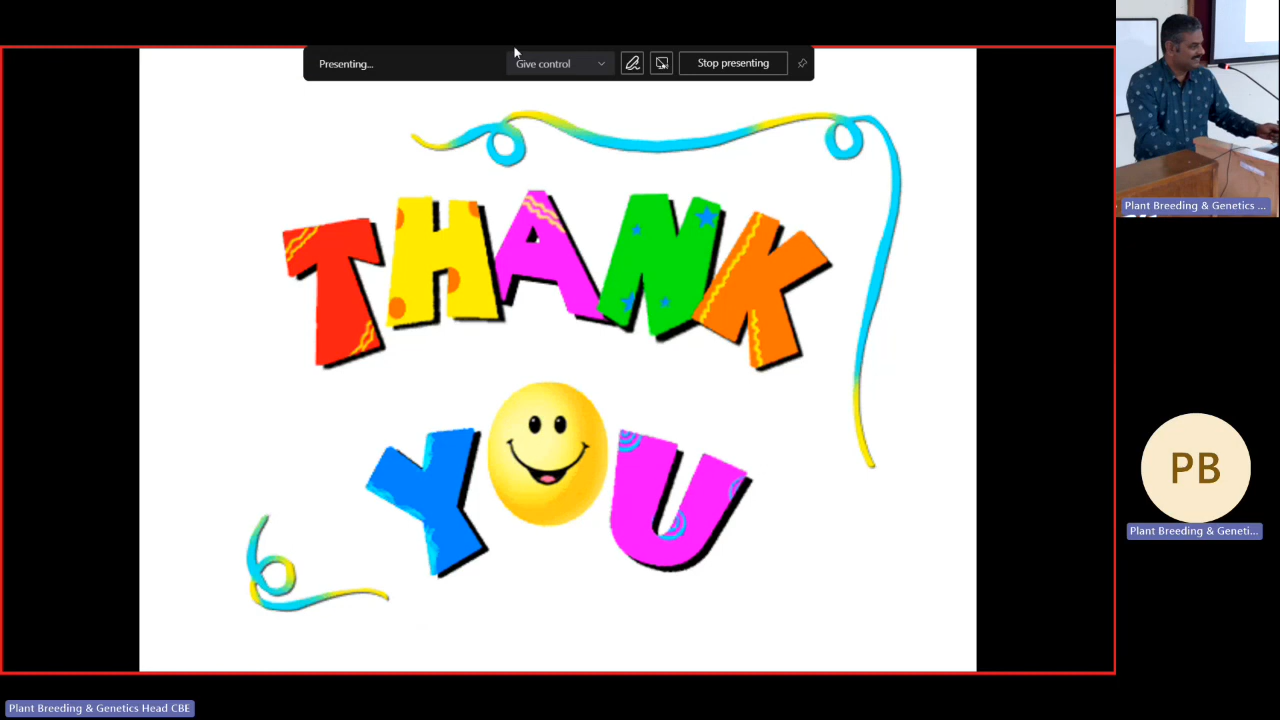 Presenting...
Give control
Stop presenting
THANK
YOU
Plant Breeding & Genetics ...
PB
Plant Breeding & Geneti...
Plant Breeding & Genetics Head CBE